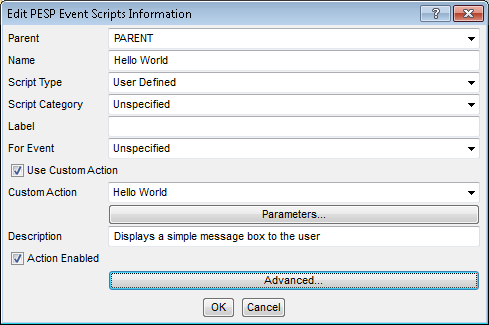 Edit PESP Event Scripts Information
?
Parent PARENT
Name Hello World
Script Type User Defined
Script Category Unspecified
Label
For Event Unspecified
Use Custom Action
Custom Action Hello World
Parameters...
Description Displays a simple message box to the user
Action Enabled
Advanced...
OK Cancel